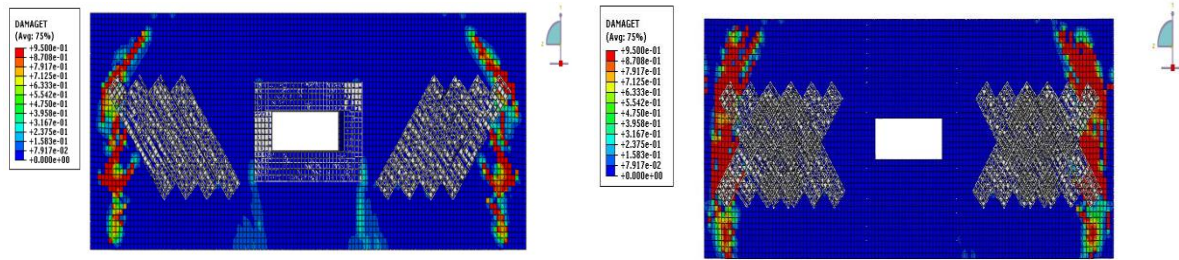 DAMAGET
(Avg: 75%)
+9.500e-01
+8.708e-01
+7.917e-01
+7.125e-01
+6.333e-01
+5.542e-01
+4.750e-01
+3.958e-01
+3.167e-01
+2.375e-01
+1.583e-01
+7.917e-02
+0.000e+00
Y
Z
DAMAGET
(Avg: 75%)
+9.500e-01
+8.708e-01
+7.917e-01
+7.125e-01
+6.333e-01
+5.542e-01
+4.750e-01
+3.958e-01
+3.167e-01
+2.375e-01
+1.583e-01
+7.917e-02
+0.000e+00
Y
Z